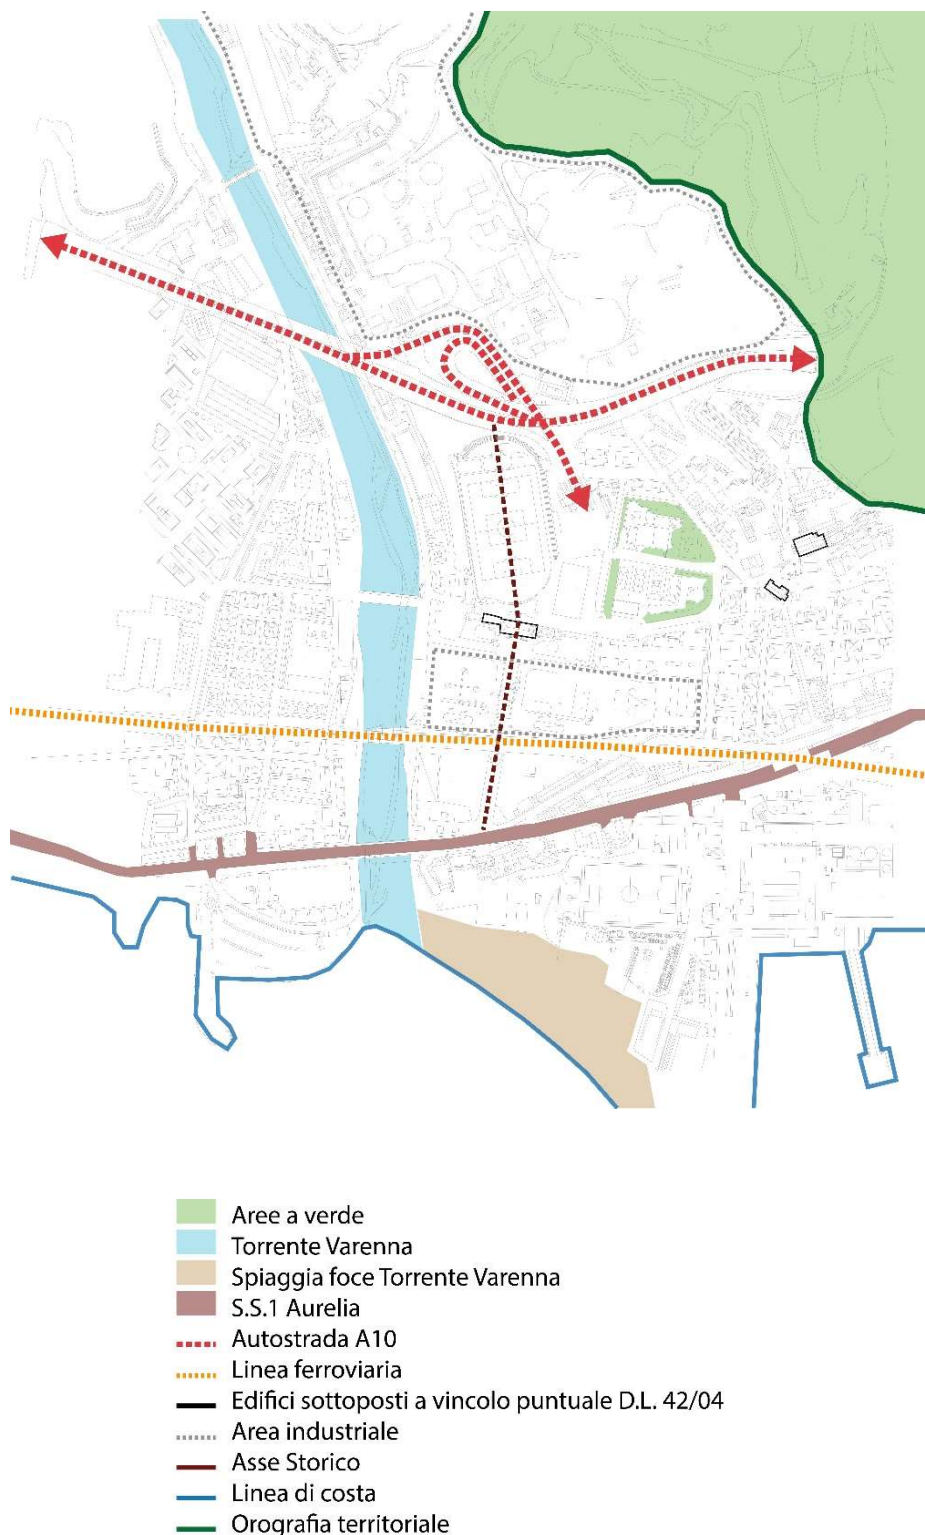 Aree a verde
Torrente Varenna
Spiaggia foce Torrente Varenna
S.S.1 Aurelia
Autostrada A10
Linea ferroviaria
Edifici sottoposti a vincolo puntuale D.L. 42/04
Area industriale
Asse Storico
Linea di costa
Orografia territoriale